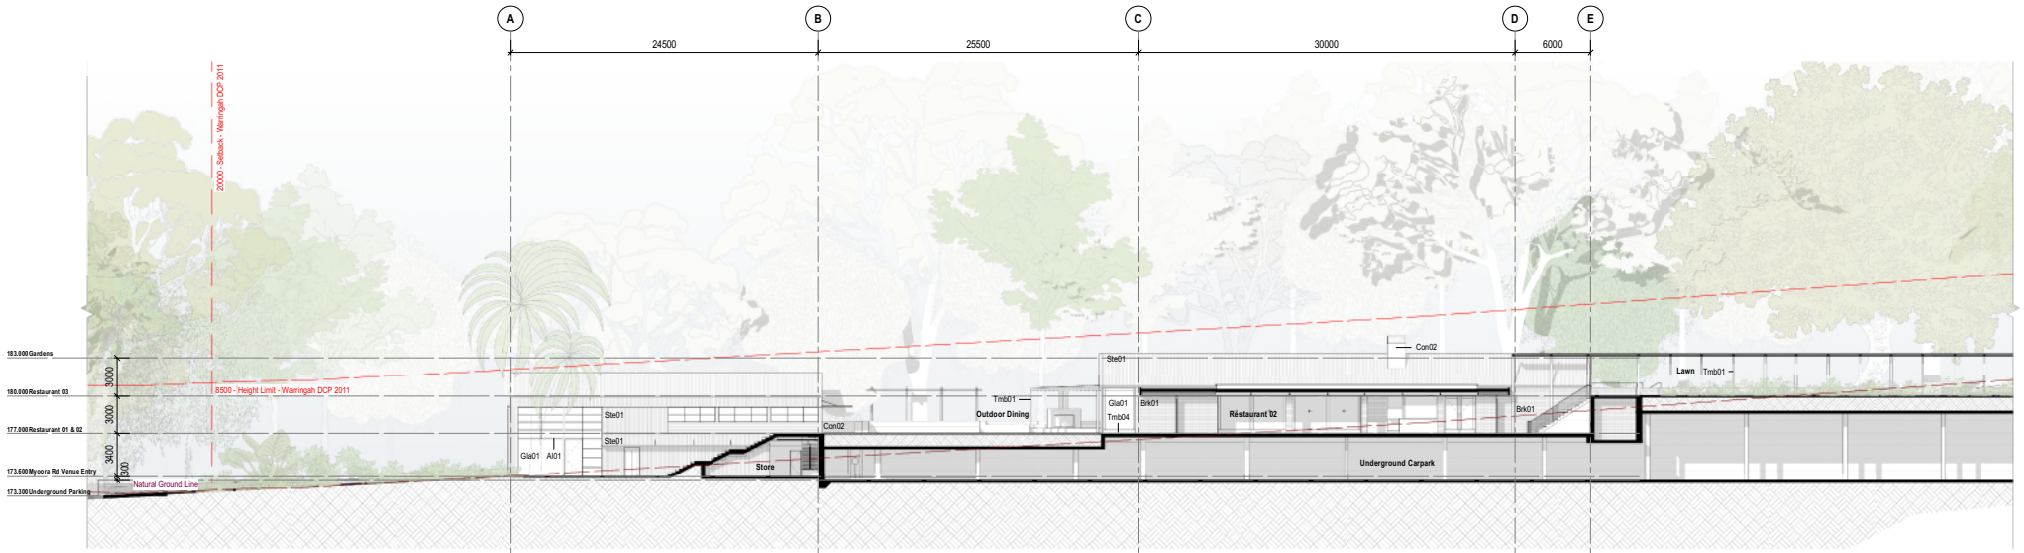 A B C D E
24500 25500 30000 6000
20000 - Setback - Warringah DCP 2011
183.000 Gardens
3000
8500 - Height Limit - Warringah DCP 2011
180.000 Restaurant 03
3000
177.000 Restaurant 01 & 02
3400
173.600 Myoora Rd Venue Entry
300
Natural Ground Line
173.300 Underground Parking
Ste01
Ste01
Gla01 Al01
Store
Con02
Tmb01
Outdoor Dining
Ste01
Gla01
Tmb04
Brk01
Restaurant 02
Con02
Brk01
Underground Carpark
Lawn Tmb01